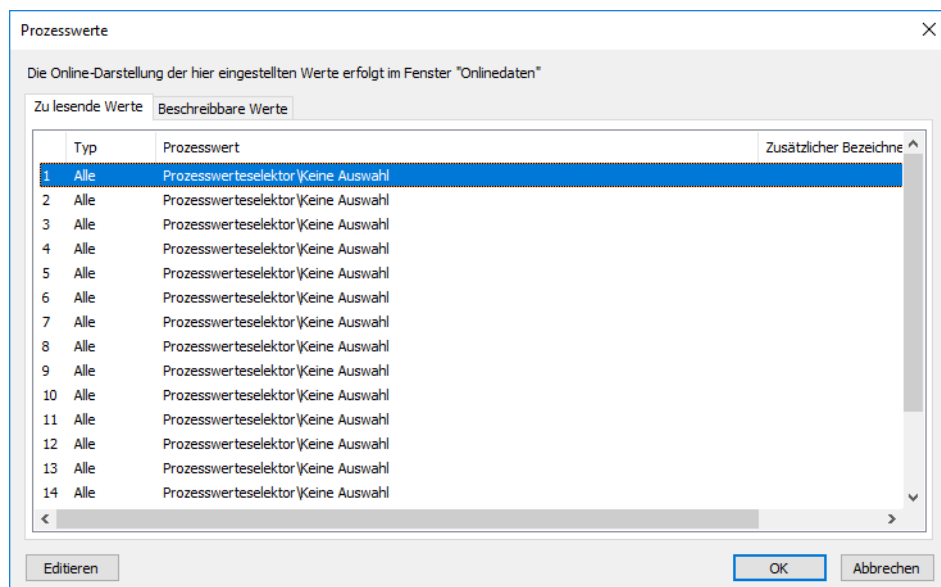 Prozesswerte
Die Online-Darstellung der hier eingestellten Werte erfolgt im Fenster "Onlinedaten"
Zu lesende Werte Beschreibbare Werte
Typ Prozesswert Zusätzlicher Bezeichne
1 Alle Prozesswerteselektor\Keine Auswahl
2 Alle Prozesswerteselektor\Keine Auswahl
3 Alle Prozesswerteselektor\Keine Auswahl
4 Alle Prozesswerteselektor\Keine Auswahl
5 Alle Prozesswerteselektor\Keine Auswahl
6 Alle Prozesswerteselektor\Keine Auswahl
7 Alle Prozesswerteselektor\Keine Auswahl
8 Alle Prozesswerteselektor\Keine Auswahl
9 Alle Prozesswerteselektor\Keine Auswahl
10 Alle Prozesswerteselektor\Keine Auswahl
11 Alle Prozesswerteselektor\Keine Auswahl
12 Alle Prozesswerteselektor\Keine Auswahl
13 Alle Prozesswerteselektor\Keine Auswahl
14 Alle Prozesswerteselektor\Keine Auswahl
Editieren OK Abbrechen